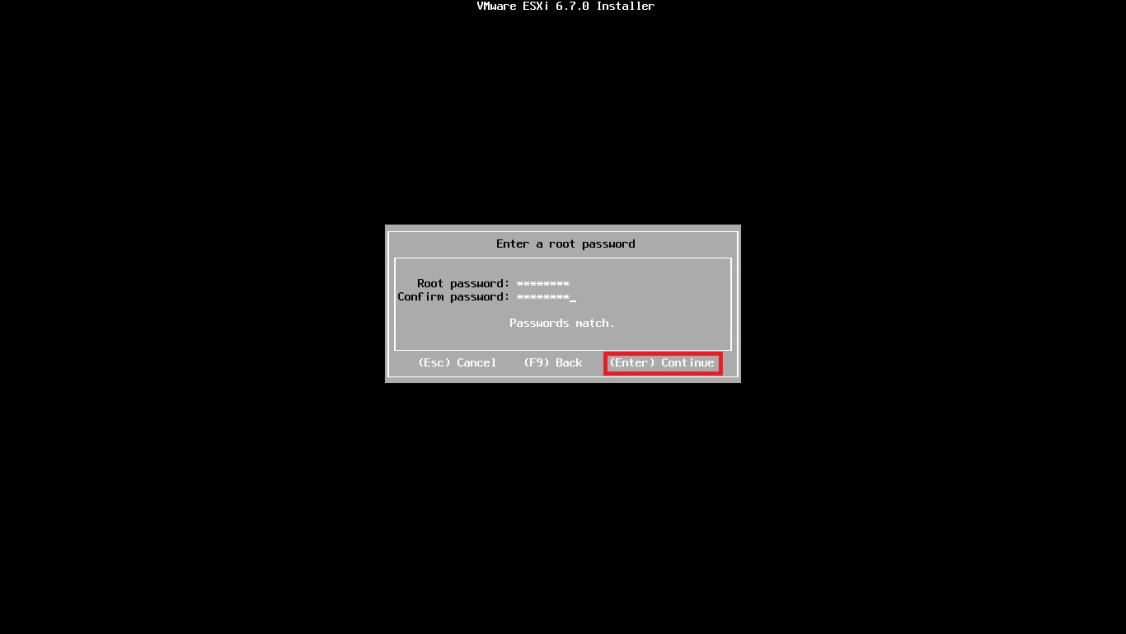 VMware ESXi 6.7.0 Installer
Enter a root password
Root password: ********
Confirm password: ********_
Passwords match.
(Esc) Cancel (F9) Back (Enter) Continue